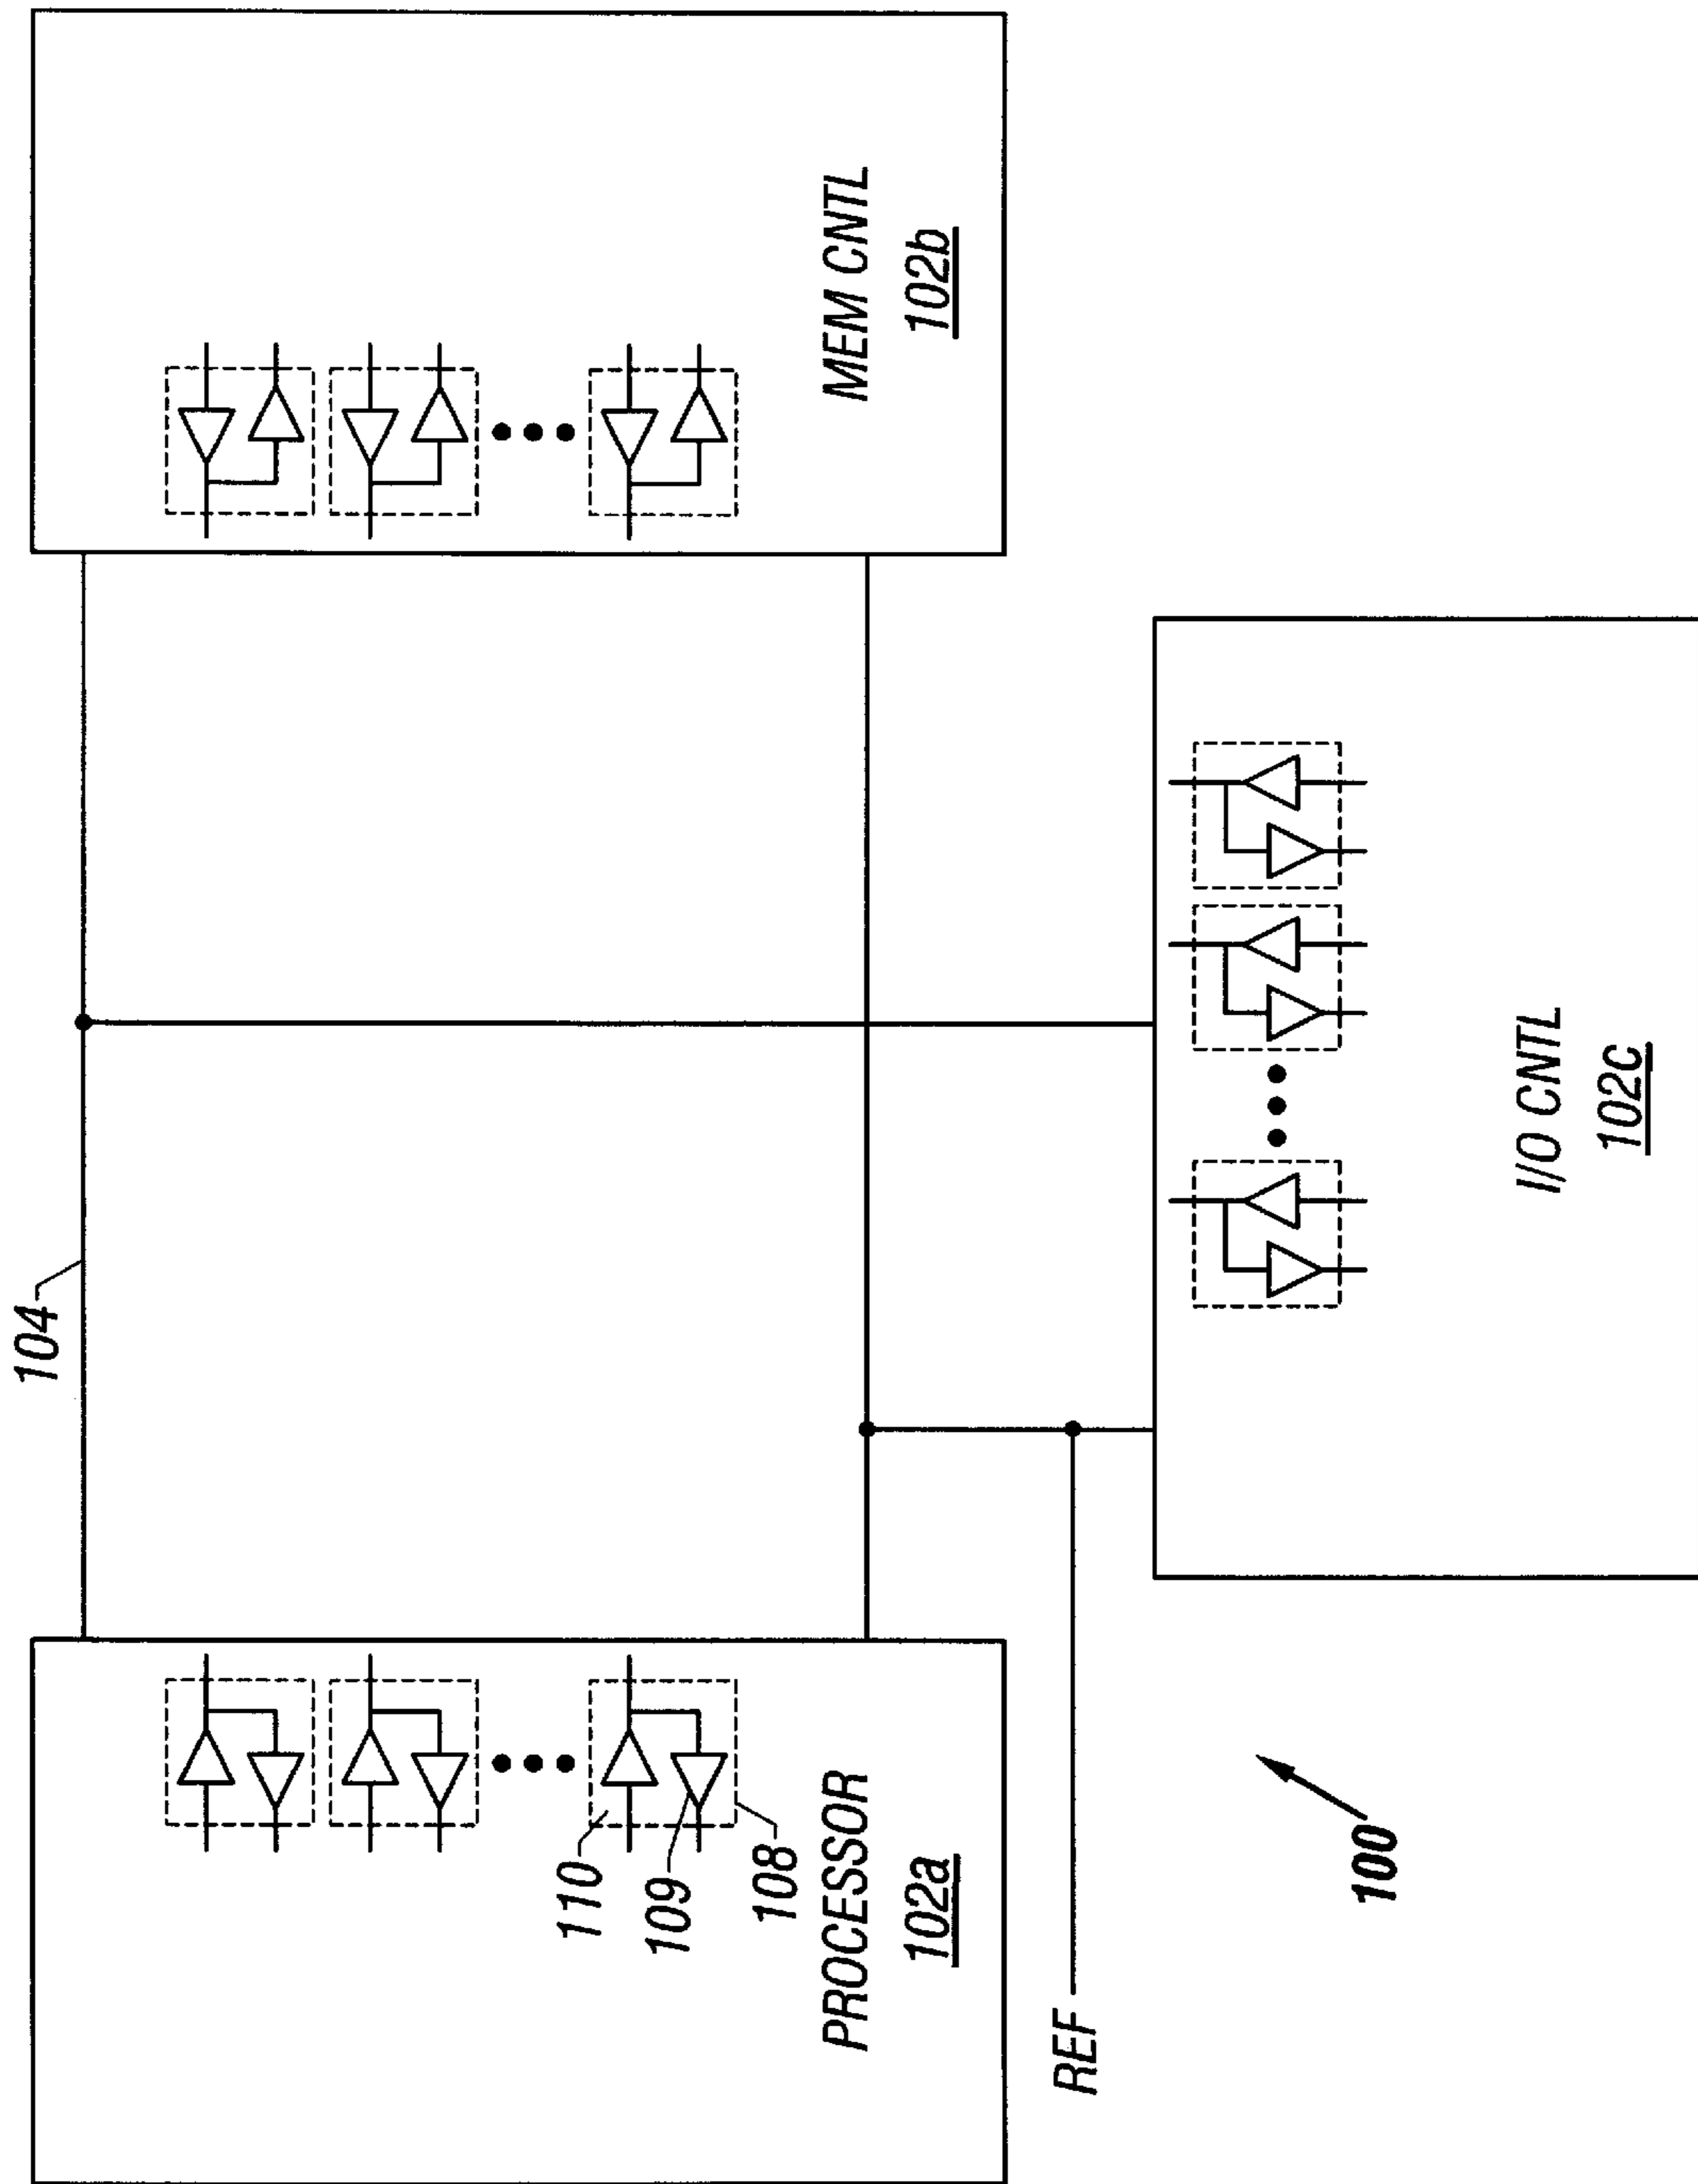 104
PROCESSOR
102a
110
109
108
MEM CNTL
102b
REF
I/O CNTL
102c
100